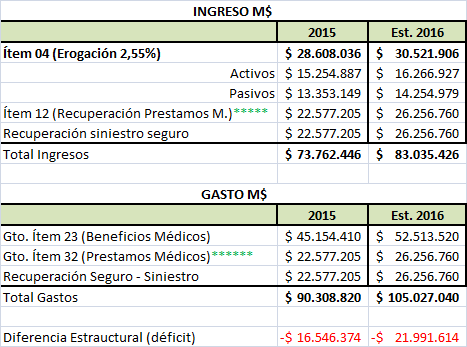 INGRESO M$
2015 Est. 2016
Ítem 04 (Erogación 2,55%) $ 28.608.036 $ 30.521.906
Activos $ 15.254.887 $ 16.266.927
Pasivos $ 13.353.149 $ 14.254.979
Ítem 12 (Recuperación Prestamos M.)***** $ 22.577.205 $ 26.256.760
Recuperación siniestro seguro $ 22.577.205 $ 26.256.760
Total Ingresos $ 73.762.446 $ 83.035.426
GASTO M$
2015 Est. 2016
Gto. Ítem 23 (Beneficios Médicos) $ 45.154.410 $ 52.513.520
Gto. Ítem 32 (Prestamos Médicos)****** $ 22.577.205 $ 26.256.760
Recuperación Seguro - Siniestro $ 22.577.205 $ 26.256.760
Total Gastos $ 90.308.820 $ 105.027.040
Diferencia Estrauctural (déficit) -$ 16.546.374 -$ 21.991.614